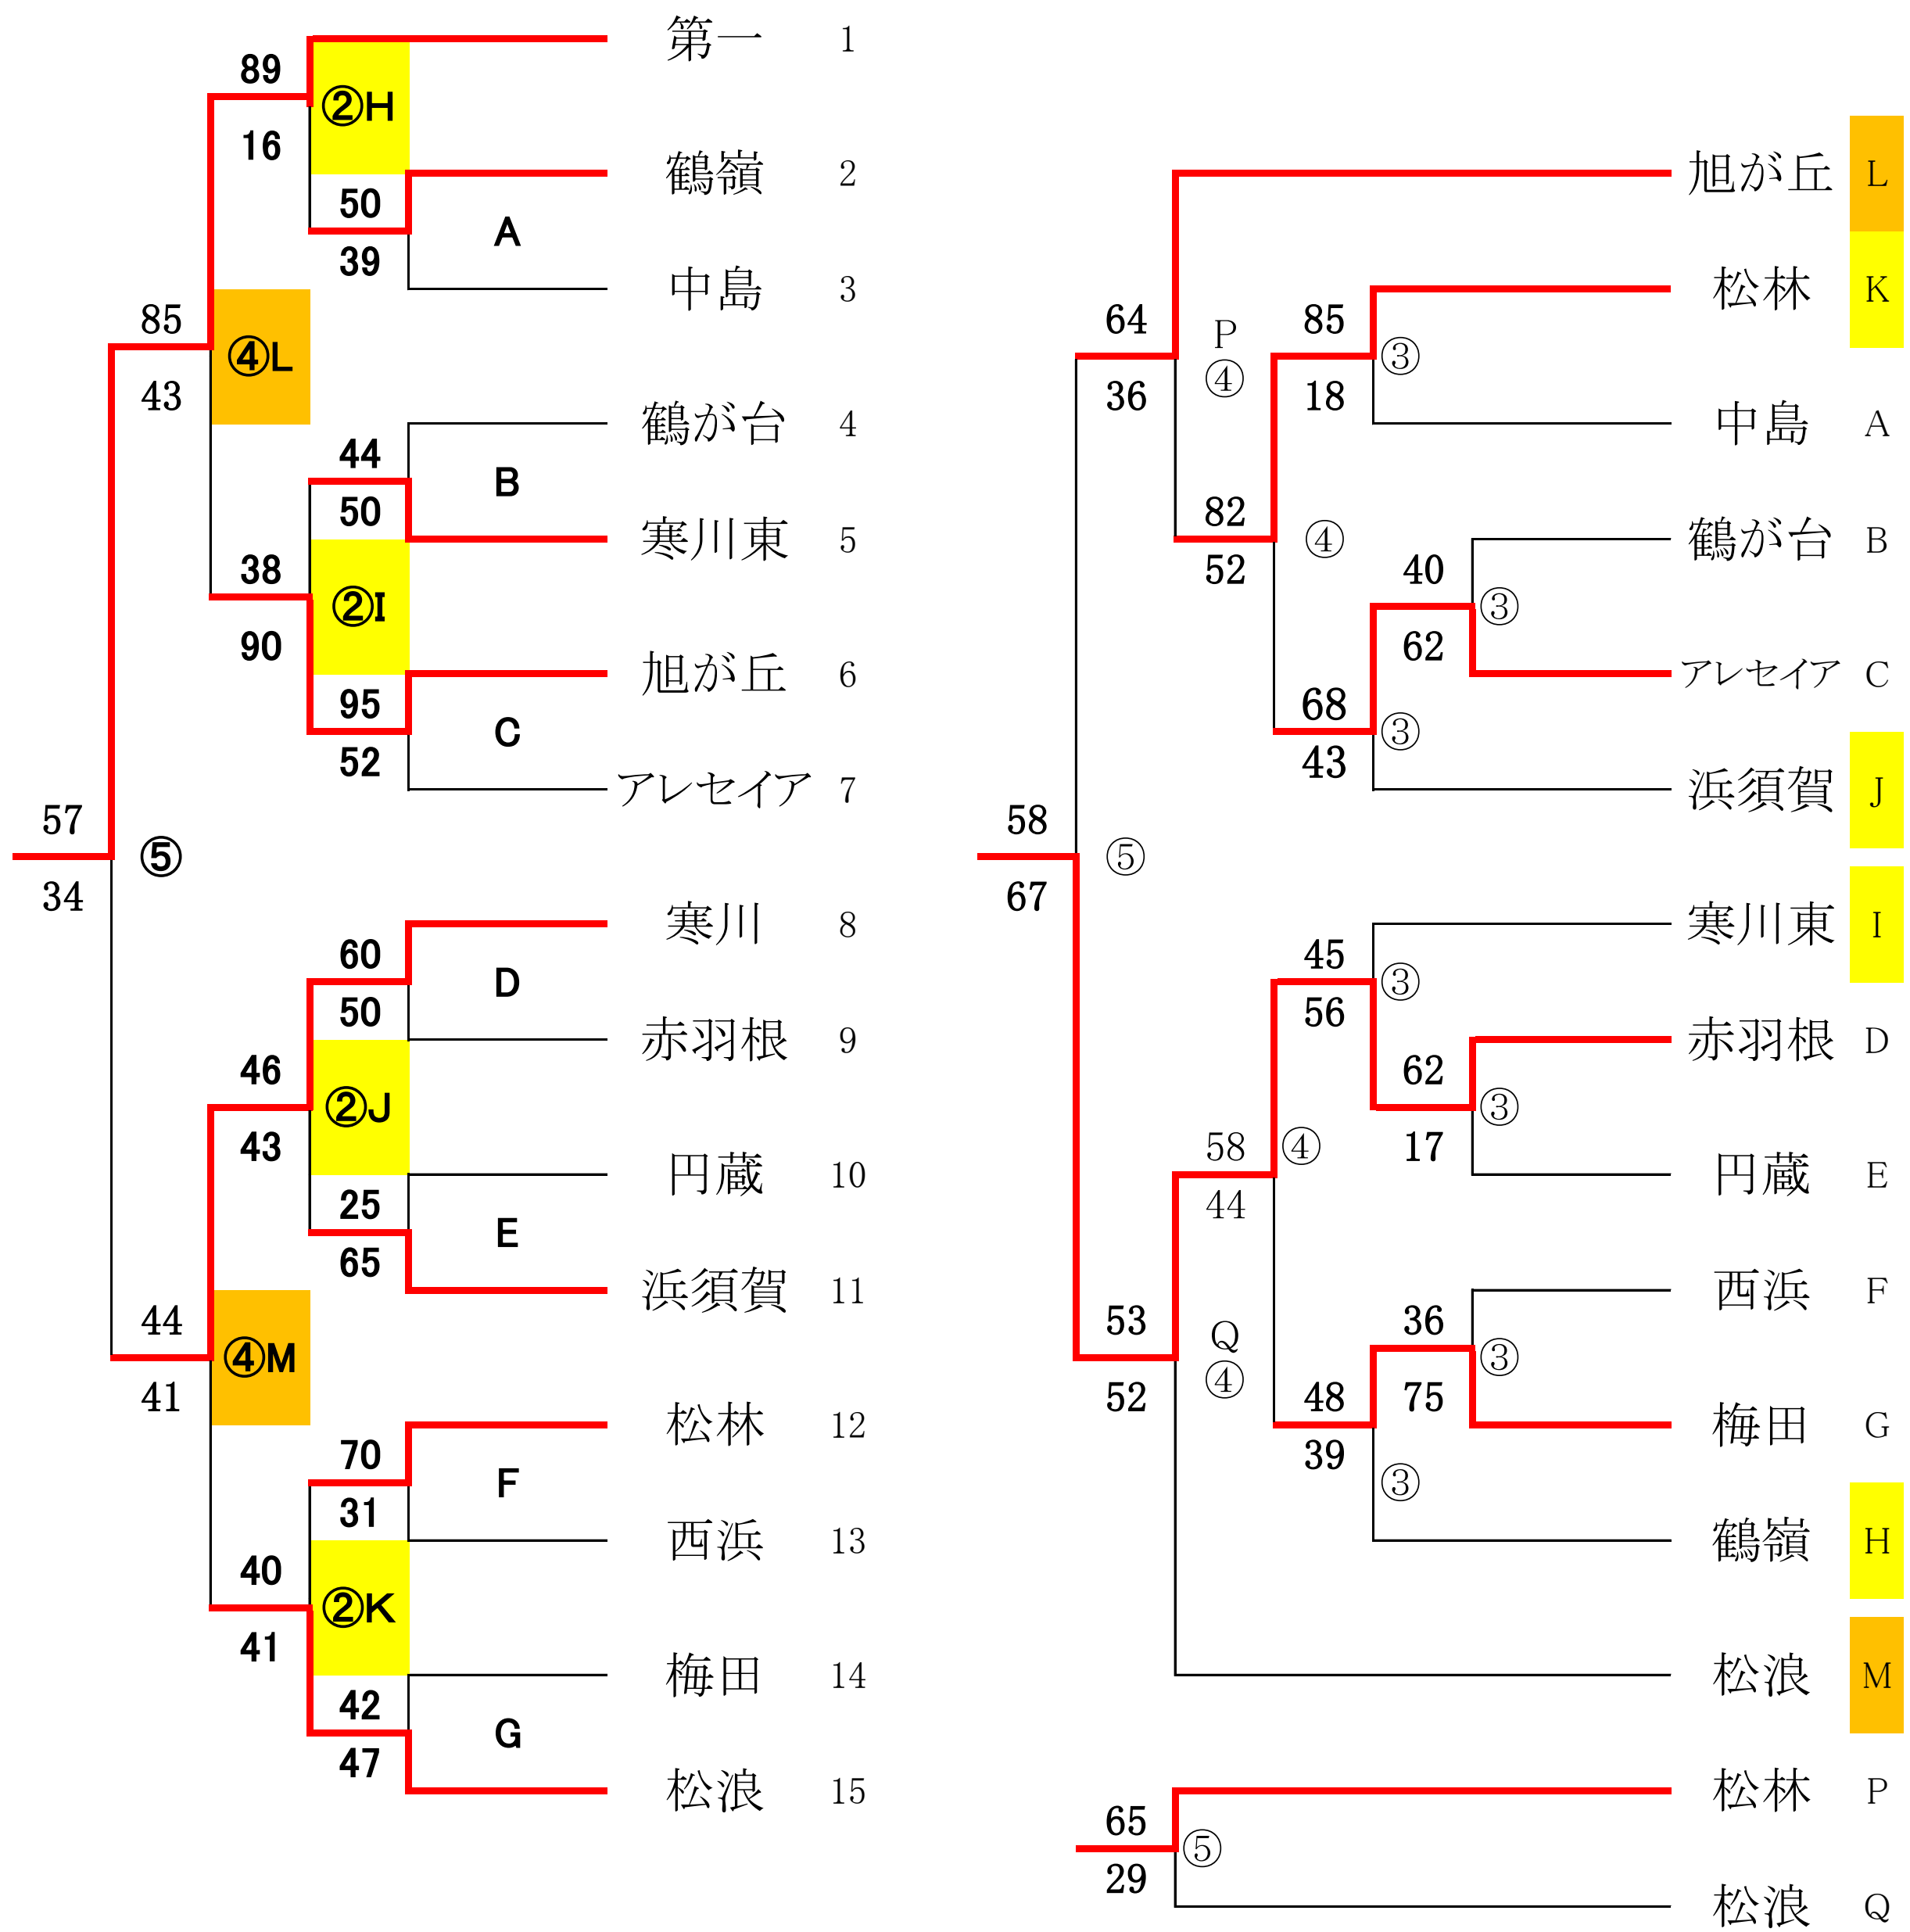 第一 1
89
②H
16
鶴嶺 2
50
A
39
中島 3
85
④L
43
鶴が台 4
44
B
50
寒川東 5
38
②I
90
旭が丘 6
95
C
52
アレセイア 7
57
⑤
34
寒川 8
60
D
50
赤羽根 9
46
②J
43
円蔵 10
25
E
65
浜須賀 11
44
④M
41
松林 12
70
F
31
西浜 13
40
②K
41
梅田 14
42
G
47
松浪 15
旭が丘 L
松林 K
64
P
④
36
85
③
18
中島 A
82
④
52
鶴が台 B
40
③
62
アレセイア C
68
③
43
浜須賀 J
58
⑤
67
寒川東 I
45
③
56
赤羽根 D
62
③
17
円蔵 E
58
④
44
西浜 F
53
Q
④
52
36
③
75
梅田 G
48
39
③
鶴嶺 H
松浪 M
松林 P
65
⑤
29
松浪 Q